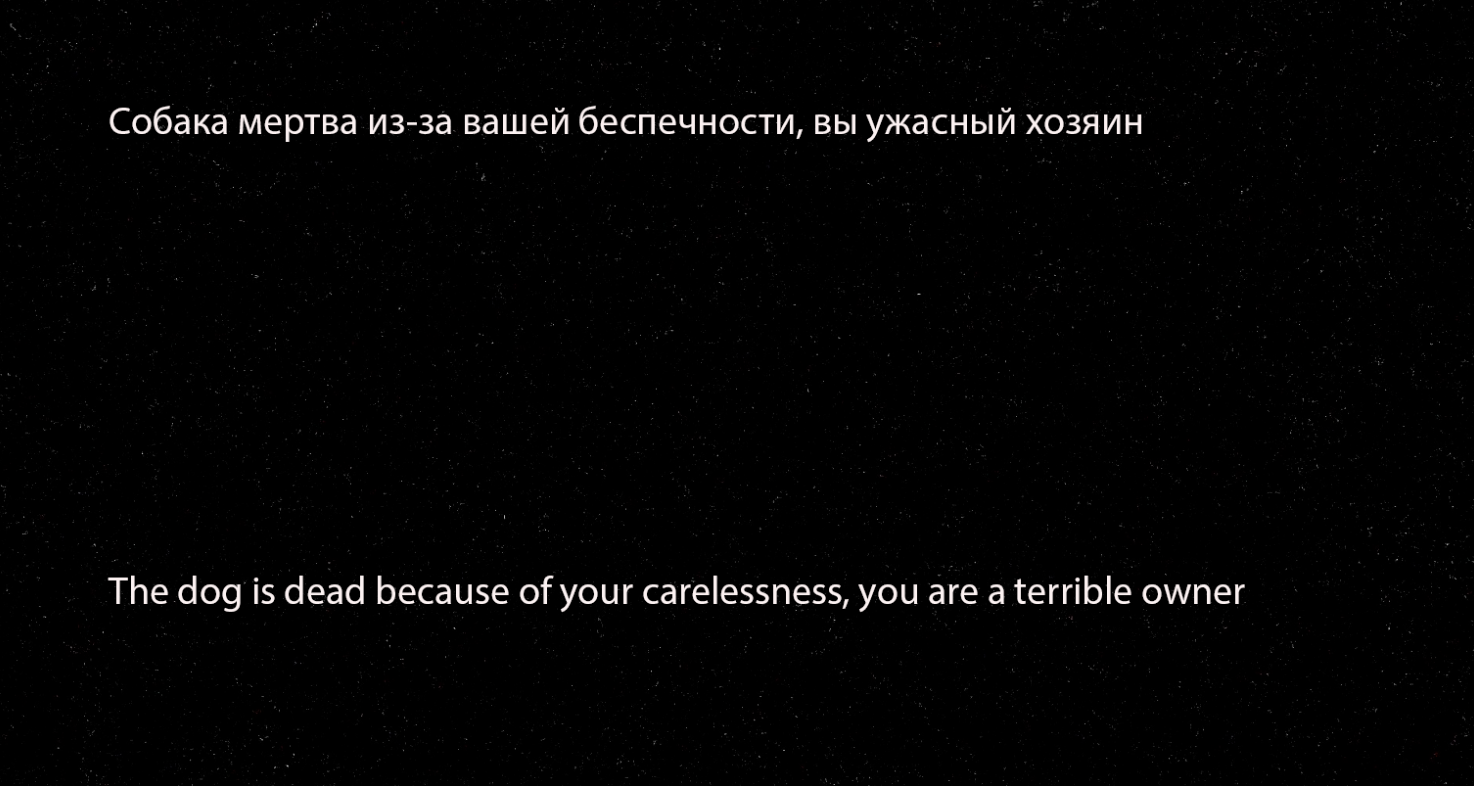 Собака мертва из-за вашей беспечности, вы ужасный хозяин
The dog is dead because of your carelessness, you are a terrible owner